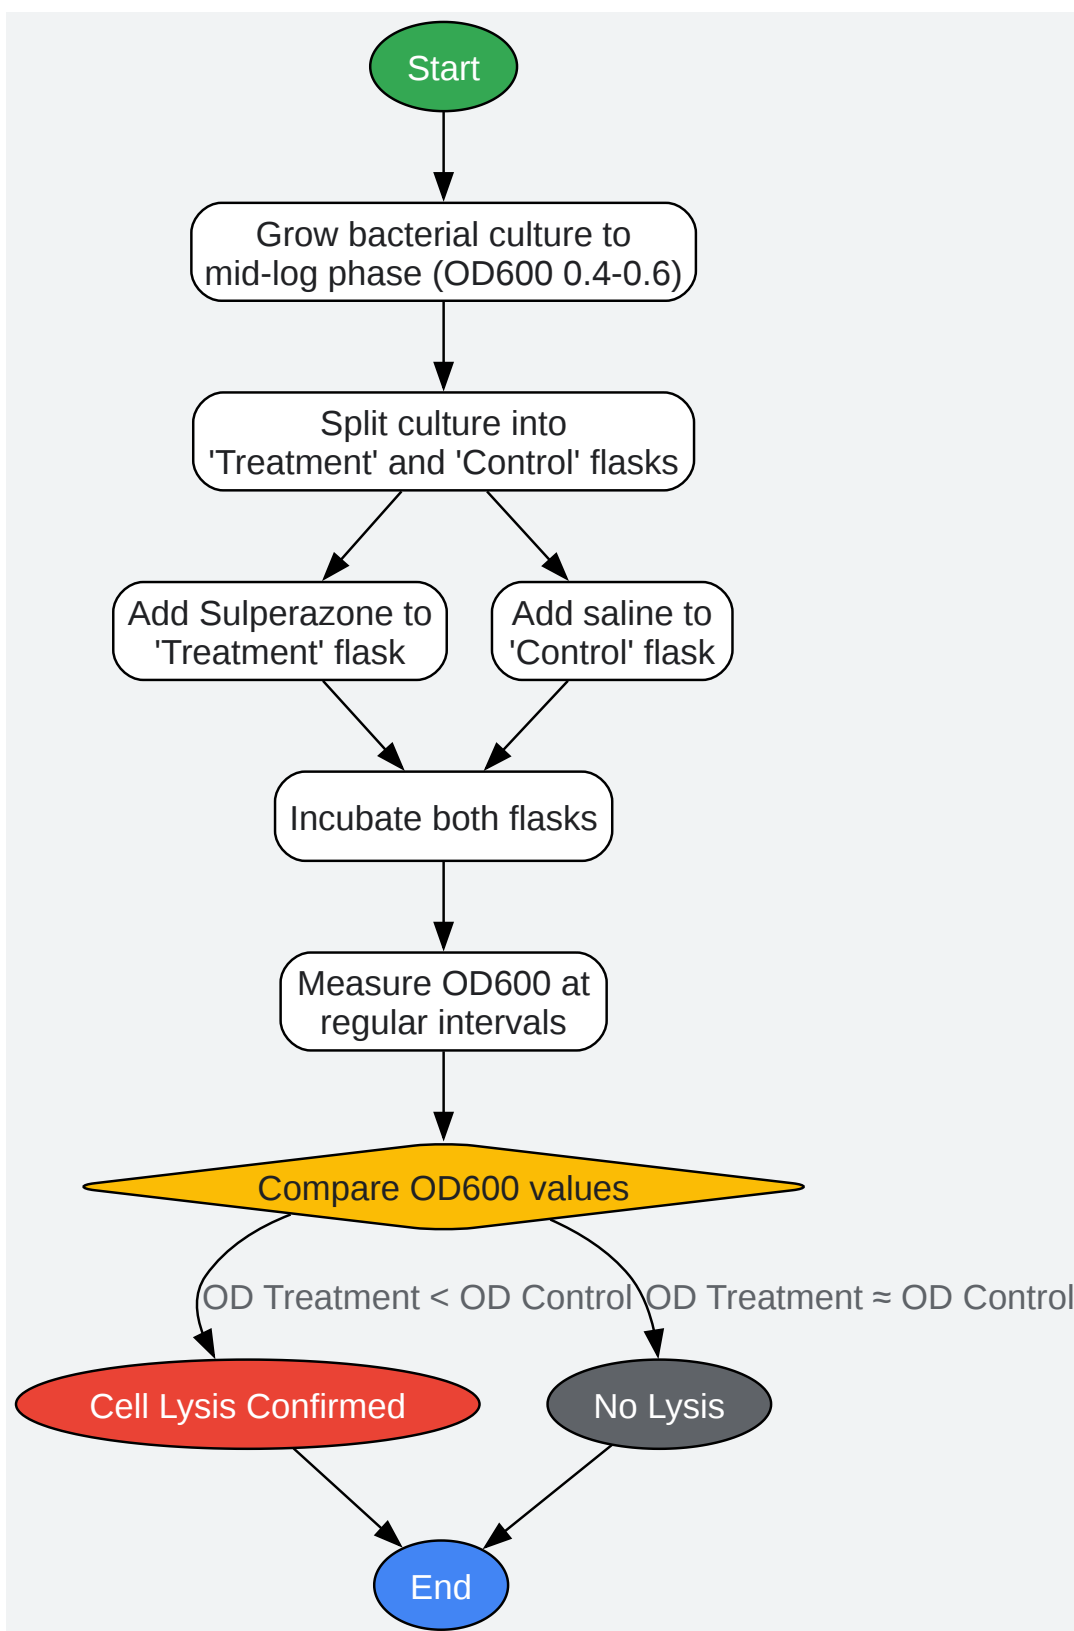 Start
Grow bacterial culture to
mid-log phase (OD600 0.4-0.6)
Split culture into
'Treatment' and 'Control' flasks
Add Sulperazone to
'Treatment' flask
Add saline to
'Control' flask
Incubate both flasks
Measure OD600 at
regular intervals
Compare OD600 values
OD Treatment < OD Control
OD Treatment ≈ OD Control
Cell Lysis Confirmed
No Lysis
End